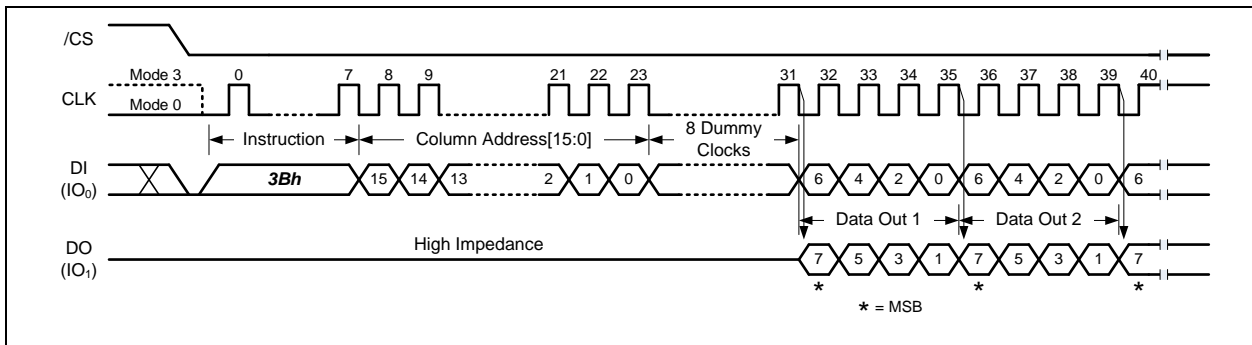 /CS
Mode 3 0 7 8 9 21 22 23 31 32 33 34 35 36 37 38 39 40
CLK Mode 0
Instruction Column Address[15:0] 8 Dummy
Clocks
DI
(IO0) 3Bh 15 14 13 2 1 0 6 4 2 0 6 4 2 0 6
Data Out 1 Data Out 2
DO High Impedance
(IO1) 7 5 3 1 7 5 3 1 7
* * *
* = MSB